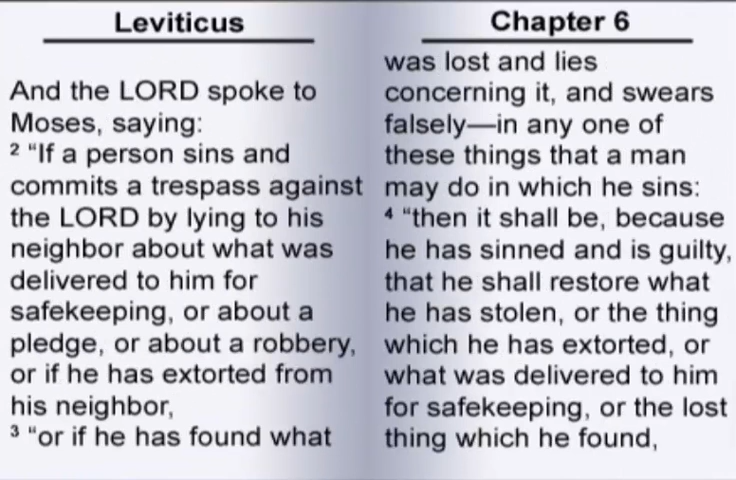 Leviticus
And the LORD spoke to
Moses, saying:
² “If a person sins and
commits a trespass against
the LORD by lying to his
neighbor about what was
delivered to him for
safekeeping, or about a
pledge, or about a robbery,
or if he has extorted from
his neighbor,
³ “or if he has found what
Chapter 6
was lost and lies
concerning it, and swears
falsely—in any one of
these things that a man
may do in which he sins:
⁴ “then it shall be, because
he has sinned and is guilty,
that he shall restore what
he has stolen, or the thing
which he has extorted, or
what was delivered to him
for safekeeping, or the lost
thing which he found,